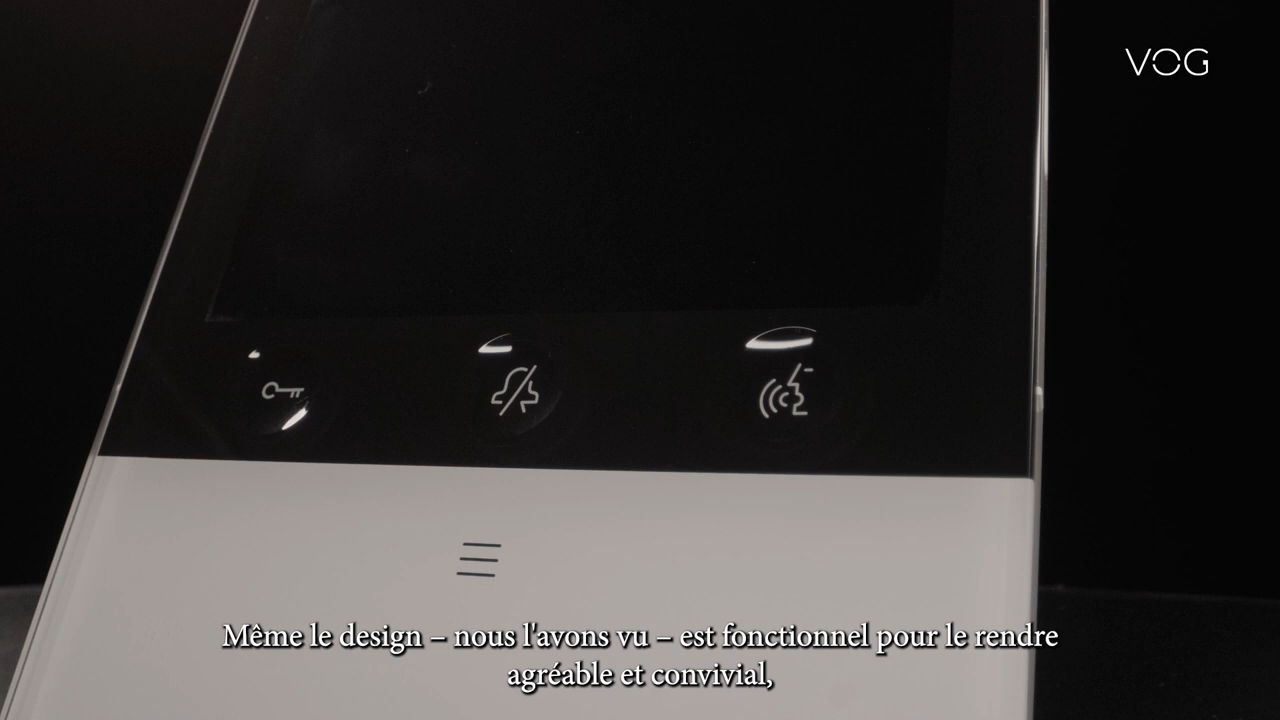 VOG
Même le design – nous l'avons vu – est fonctionnel pour le rendre
agréable et convivial,